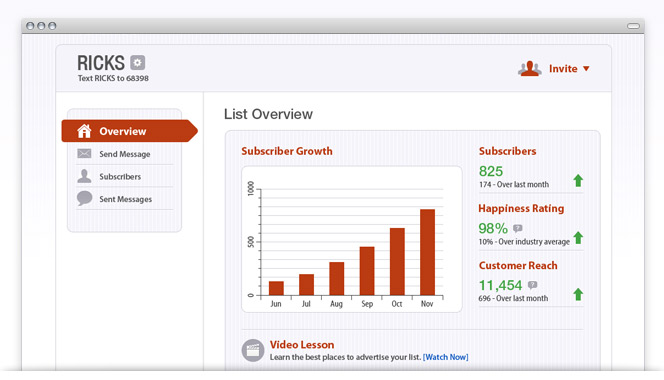 RICKS
Text RICKS to 68398
Invite
Overview
Send Message
Subscribers
Sent Messages
List Overview
Subscriber Growth
1000
500
0
Jun Jul Aug Sep Oct Nov
Subscribers
825
174 - Over last month
Happiness Rating
98% ?
10% - Over industry average
Customer Reach
11,454 ?
696 - Over last month
Video Lesson
Learn the best places to advertise your list. [Watch Now]